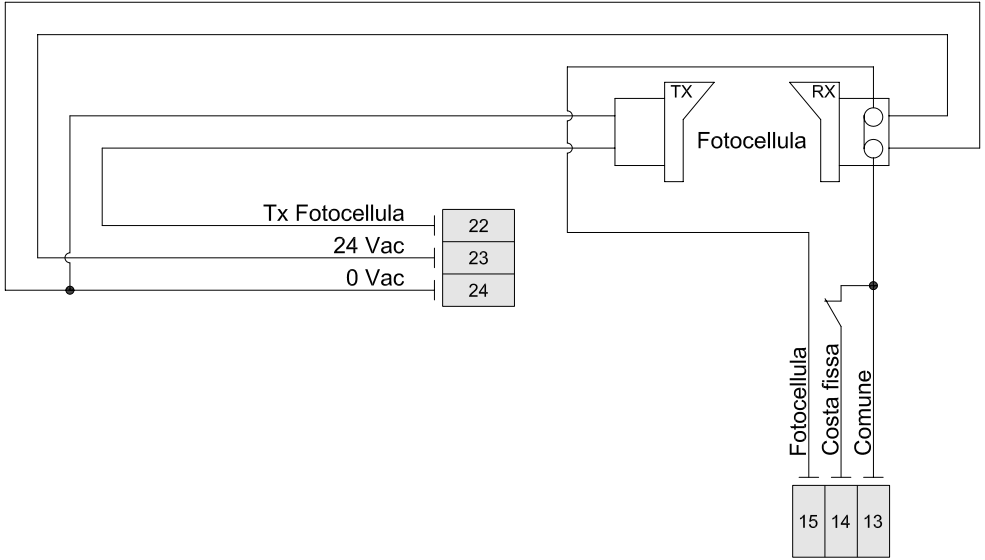 TX
RX
Fotocellula
Tx Fotocellula
22
24 Vac
23
0 Vac
24
Fotocellula
Costa fissa
Comune
15
14
13